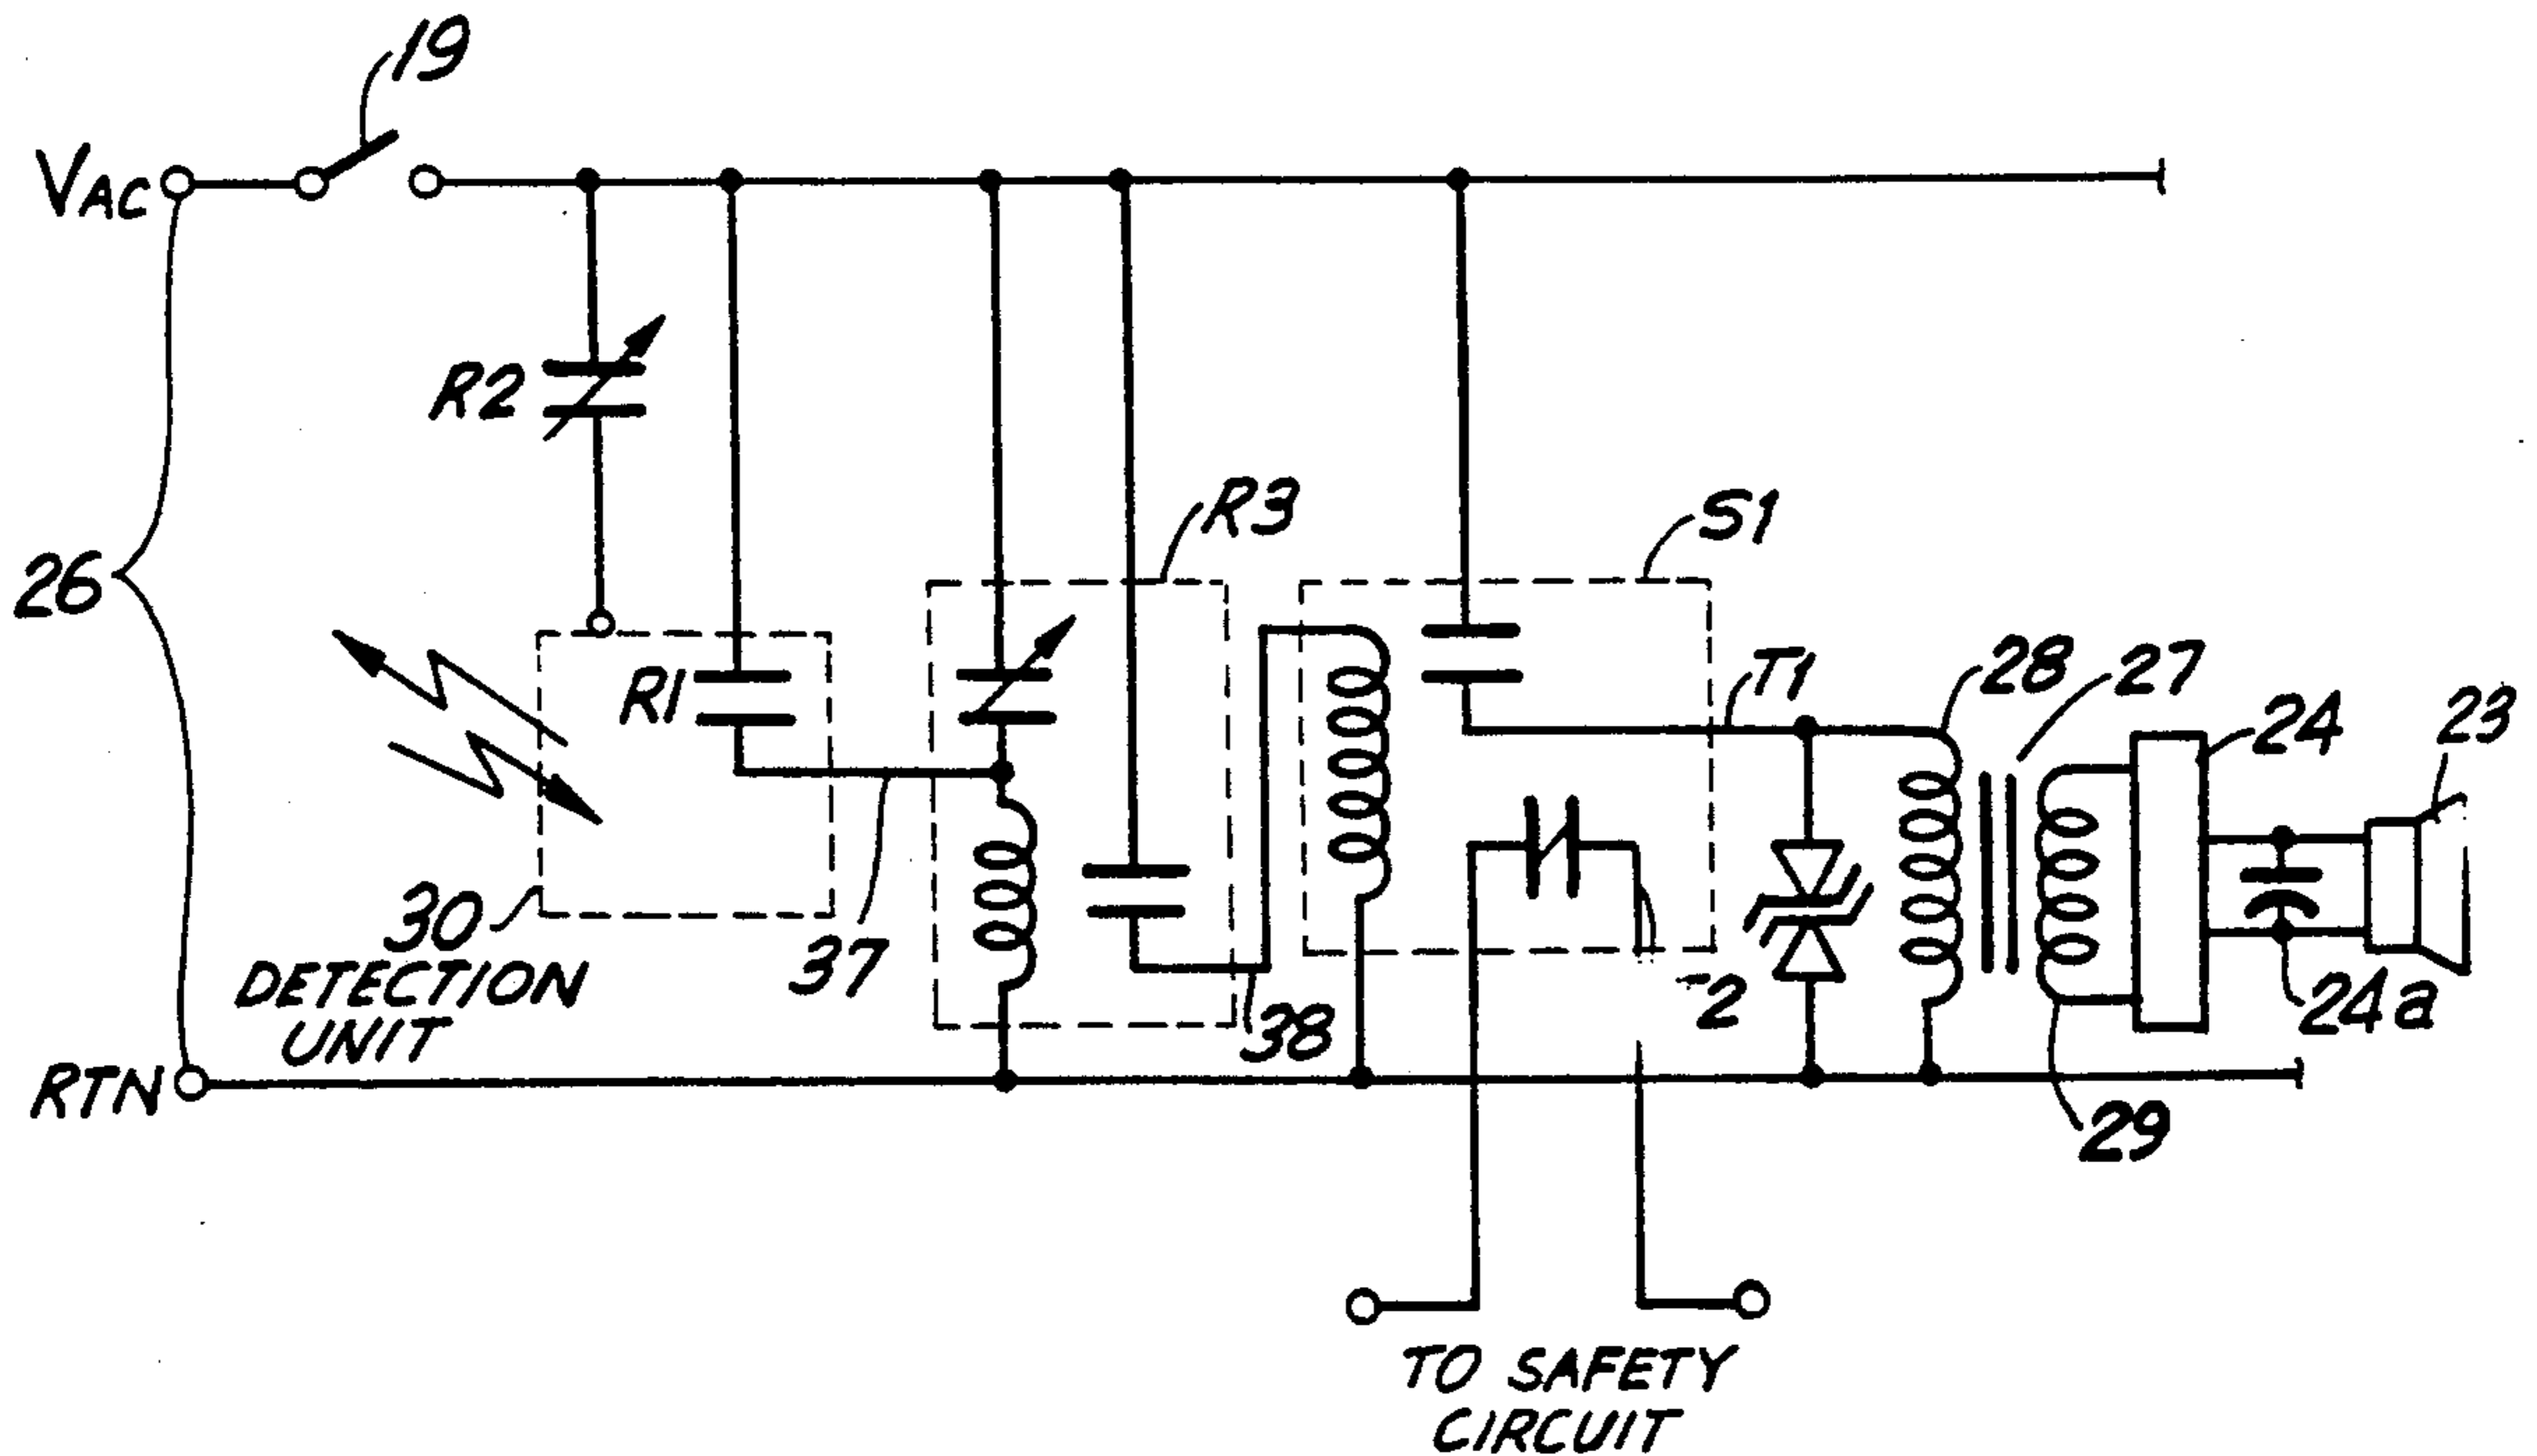 19
VAC
R2
26
R3
S1
R1
T1
28
27
24
23
30
DETECTION
UNIT
37
38
2
24a
RTN
29
TO SAFETY
CIRCUIT